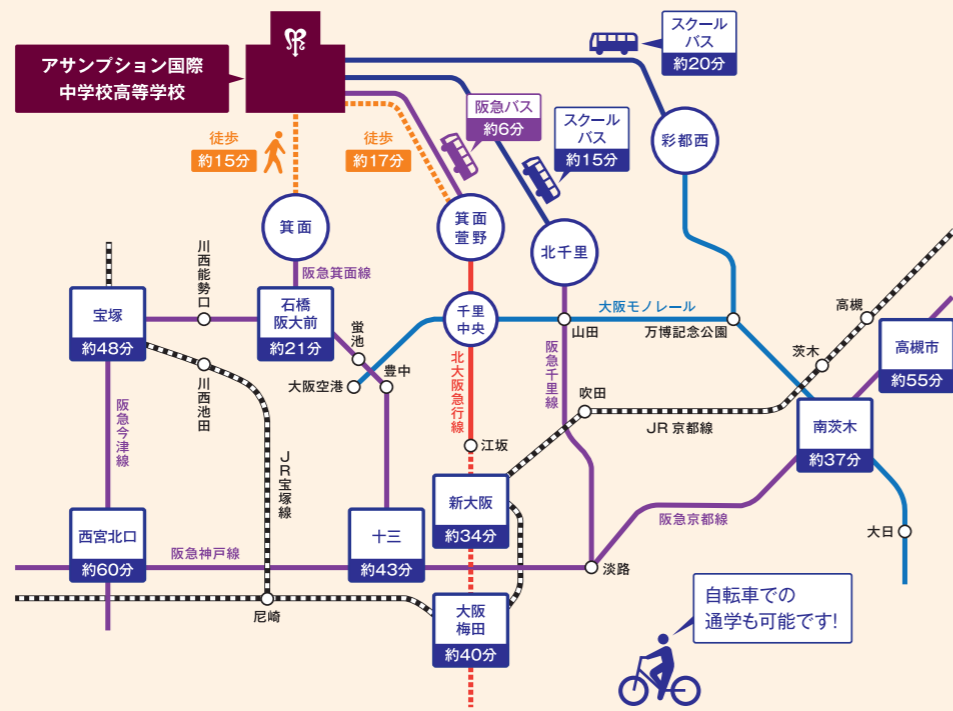 アサンプション国際
中学校高等学校
スクール
バス
約20分
阪急バス
約6分
スクール
バス
約15分
徒歩
約15分
徒歩
約17分
彩都西
箕面
箕面
萱野
北千里
阪急箕面線
川西能勢口
宝塚
約48分
石橋
阪大前
約21分
蛍池
豊中
大阪空港
千里
中央
大阪モノレール
山田
万博記念公園
高槻
茨木
高槻市
約55分
川西池田
阪急今津線
JR宝塚線
北大阪急行線
阪急千里線
江坂
吹田
JR京都線
南茨木
約37分
新大阪
約34分
阪急京都線
大日
西宮北口
約60分
阪急神戸線
十三
約43分
淡路
尼崎
大阪
梅田
約40分
自転車での
通学も可能です!